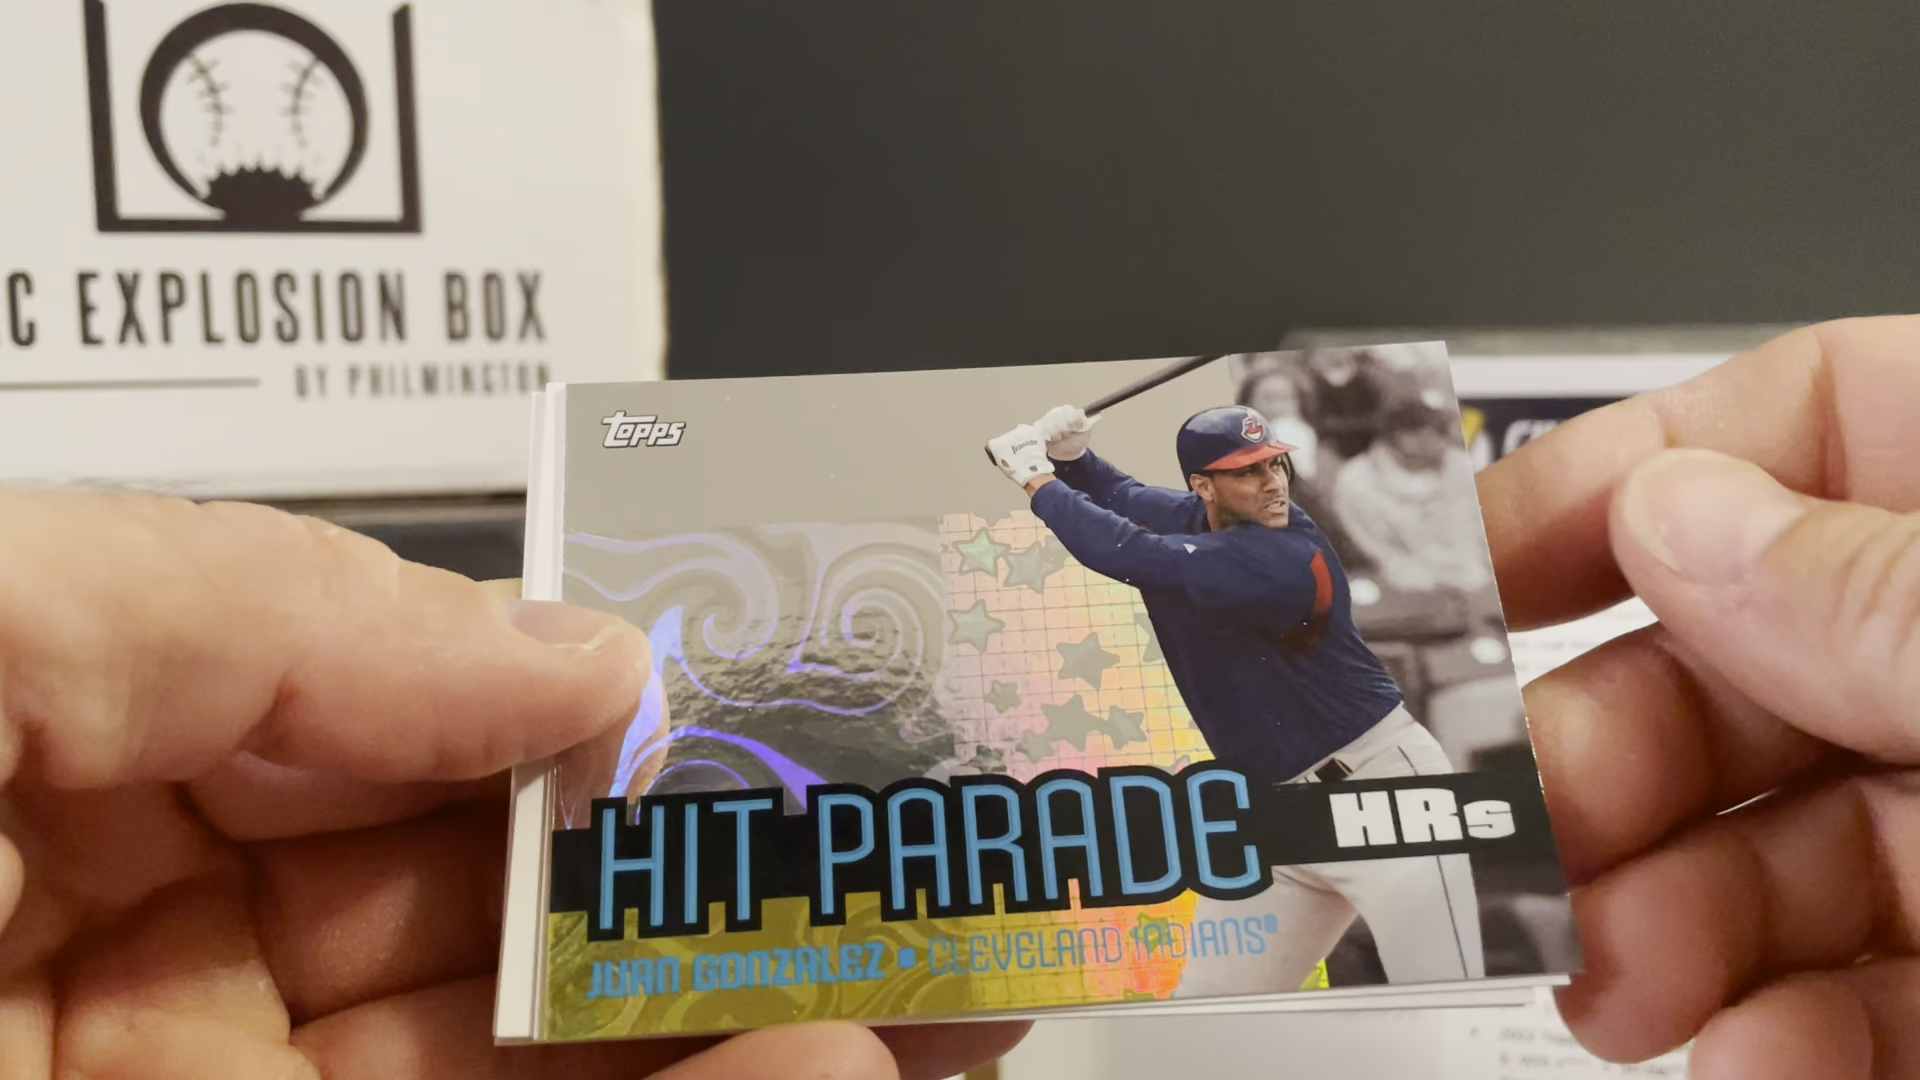 C EXPLOSION BOX
BY PHILMINGTON
Topps
HIT PARADE
HRs
JUAN GONZALEZ • CLEVELAND INDIANS®